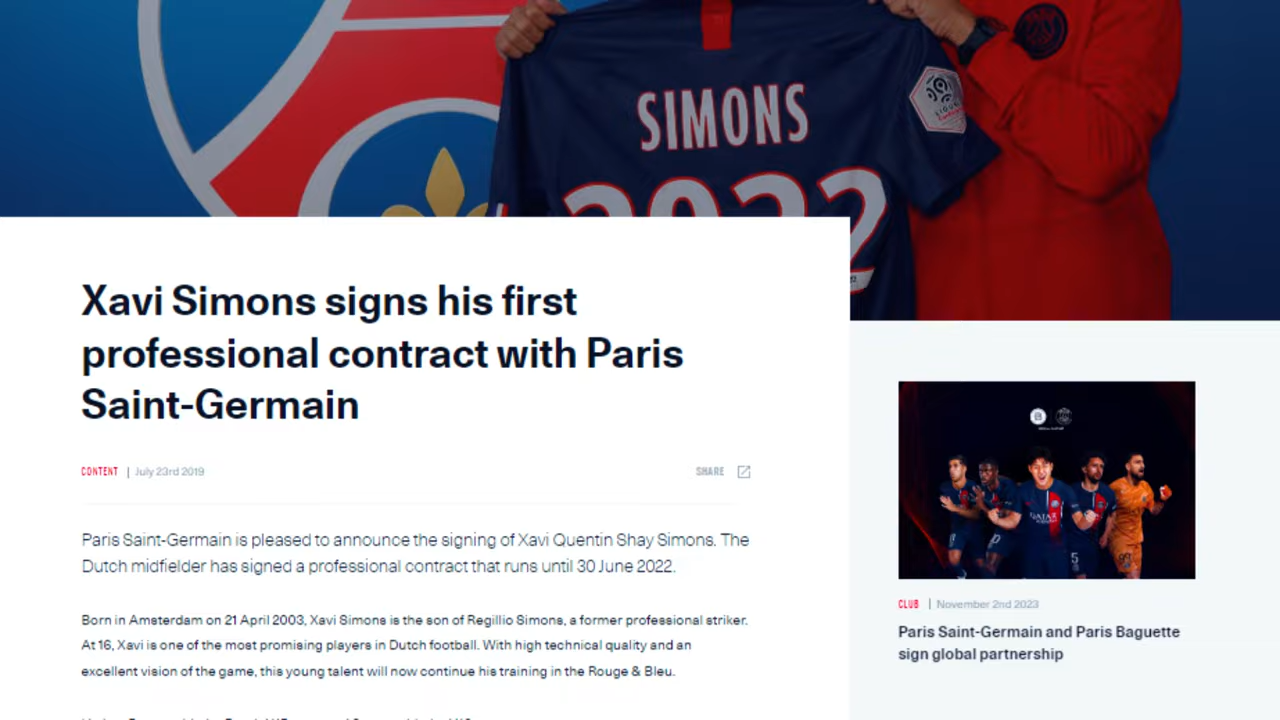 SIMONS
2022
Xavi Simons signs his first
professional contract with Paris
Saint-Germain
CONTENT | July 23rd 2019
SHARE
Paris Saint-Germain is pleased to announce the signing of Xavi Quentin Shay Simons. The
Dutch midfielder has signed a professional contract that runs until 30 June 2022.
Born in Amsterdam on 21 April 2003, Xavi Simons is the son of Regillio Simons, a former professional striker.
At 16, Xavi is one of the most promising players in Dutch football. With high technical quality and an
excellent vision of the game, this young talent will now continue his training in the Rouge & Bleu.
QATAR
5
99
CLUB | November 2nd 2023
Paris Saint-Germain and Paris Baguette
sign global partnership